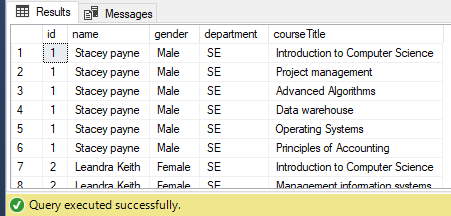 Results Messages
id name gender department courseTitle
1 1 Stacey payne Male SE Introduction to Computer Science
2 1 Stacey payne Male SE Project management
3 1 Stacey payne Male SE Advanced Algorithms
4 1 Stacey payne Male SE Data warehouse
5 1 Stacey payne Male SE Operating Systems
6 1 Stacey payne Male SE Principles of Accounting
7 2 Leandra Keith Female SE Introduction to Computer Science
8 2 Leandra Keith Female SE Management information systems
Query executed successfully.